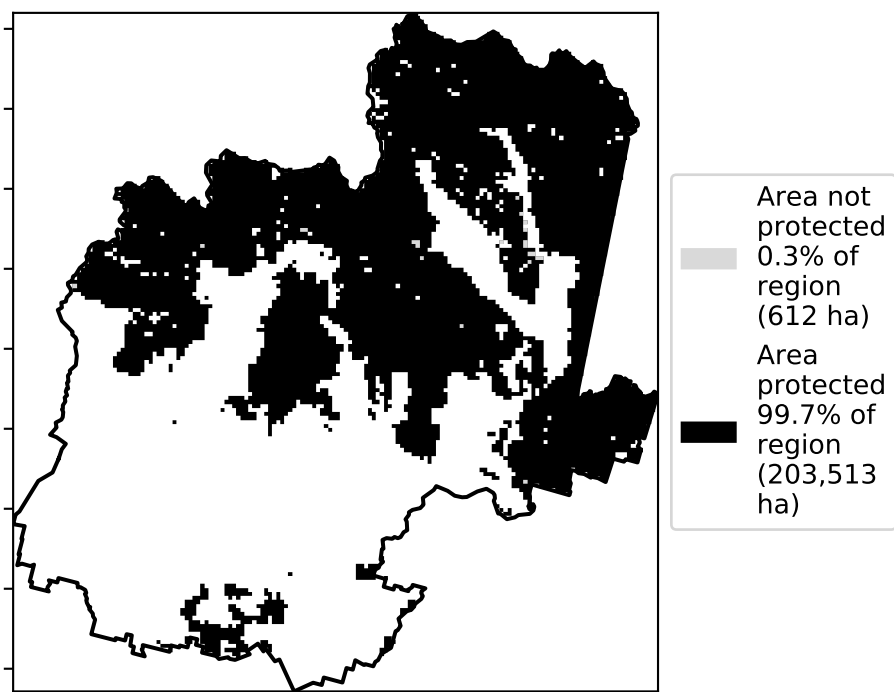 Area not
protected
0.3% of
region
(612 ha)
Area
protected
99.7% of
region
(203,513
ha)